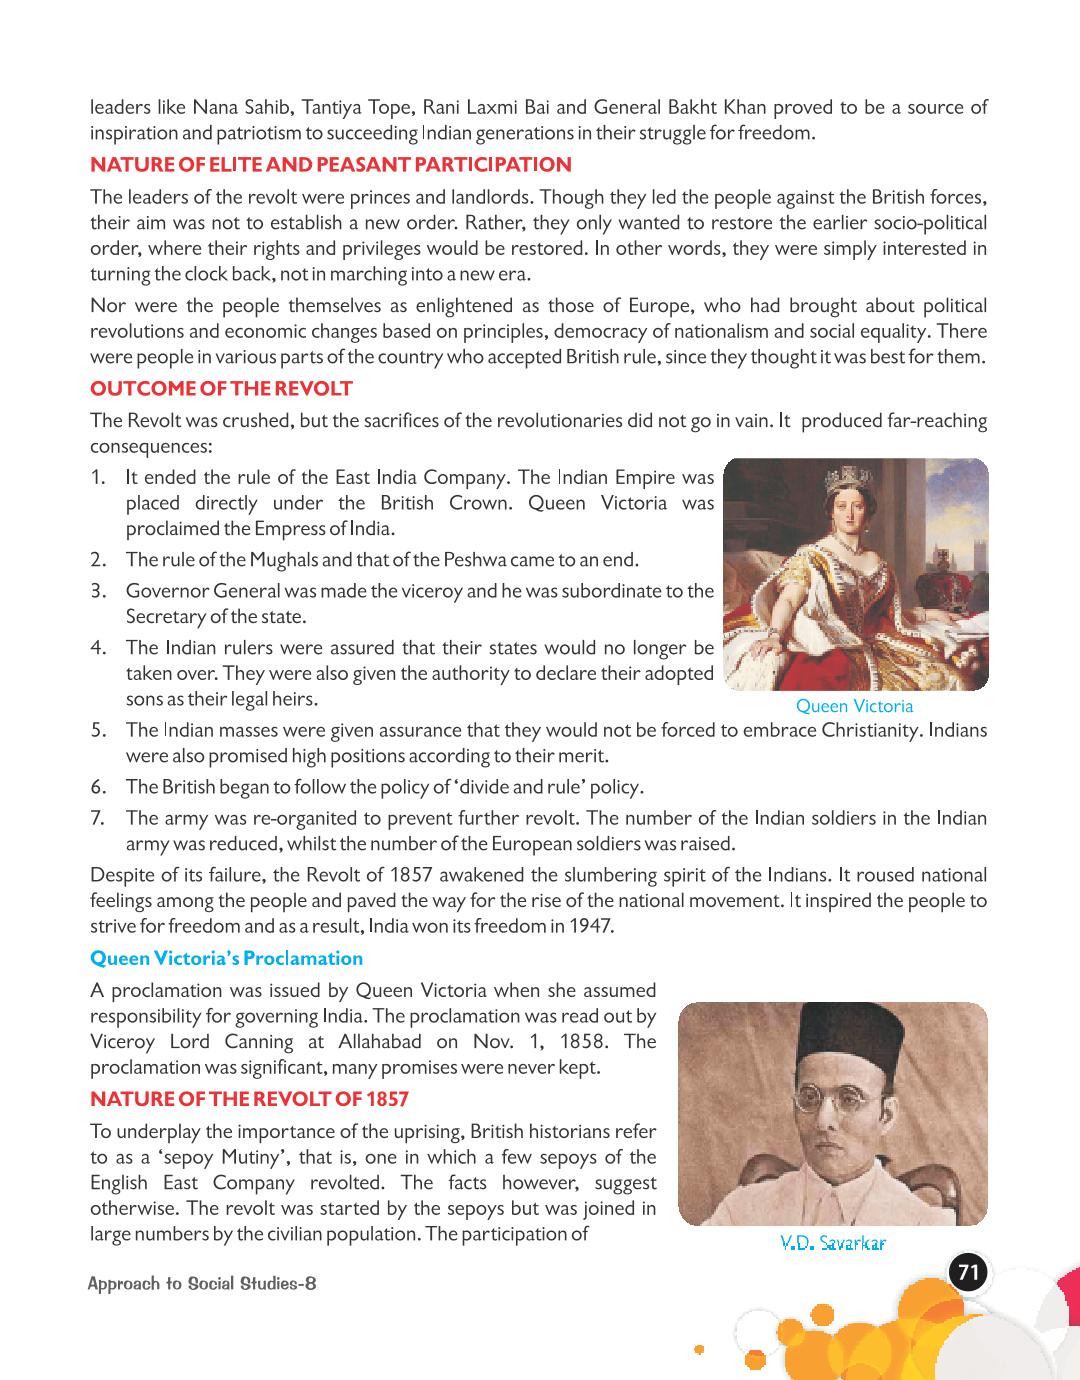 leaders like Nana Sahib, Tantiya Tope, Rani Laxmi Bai and General Bakht Khan proved to be a source of
inspiration and patriotism to succeeding Indian generations in their struggle for freedom.
NATURE OF ELITE AND PEASANT PARTICIPATION
The leaders of the revolt were princes and landlords. Though they led the people against the British forces,
their aim was not to establish a new order. Rather, they only wanted to restore the earlier socio-political
order, where their rights and privileges would be restored. In other words, they were simply interested in
turning the clock back, not in marching into a new era.
Nor were the people themselves as enlightened as those of Europe, who had brought about political
revolutions and economic changes based on principles, democracy of nationalism and social equality. There
were people in various parts of the country who accepted British rule, since they thought it was best for them.
OUTCOME OF THE REVOLT
The Revolt was crushed, but the sacrifices of the revolutionaries did not go in vain. It produced far-reaching
consequences:
1. It ended the rule of the East India Company. The Indian Empire was
placed directly under the British Crown. Queen Victoria was
proclaimed the Empress of India.
2. The rule of the Mughals and that of the Peshwa came to an end.
3. Governor General was made the viceroy and he was subordinate to the
Secretary of the state.
4. The Indian rulers were assured that their states would no longer be
taken over. They were also given the authority to declare their adopted
sons as their legal heirs.
Queen Victoria
5. The Indian masses were given assurance that they would not be forced to embrace Christianity. Indians
were also promised high positions according to their merit.
6. The British began to follow the policy of ‘divide and rule’ policy.
7. The army was re-organited to prevent further revolt. The number of the Indian soldiers in the Indian
army was reduced, whilst the number of the European soldiers was raised.
Despite of its failure, the Revolt of 1857 awakened the slumbering spirit of the Indians. It roused national
feelings among the people and paved the way for the rise of the national movement. It inspired the people to
strive for freedom and as a result, India won its freedom in 1947.
Queen Victoria’s Proclamation
A proclamation was issued by Queen Victoria when she assumed
responsibility for governing India. The proclamation was read out by
Viceroy Lord Canning at Allahabad on Nov. 1, 1858. The
proclamation was significant, many promises were never kept.
NATURE OF THE REVOLT OF 1857
To underplay the importance of the uprising, British historians refer
to as a ‘sepoy Mutiny’, that is, one in which a few sepoys of the
English East Company revolted. The facts however, suggest
otherwise. The revolt was started by the sepoys but was joined in
large numbers by the civilian population. The participation of
V.D. Savarkar
Approach to Social Studies-8
71